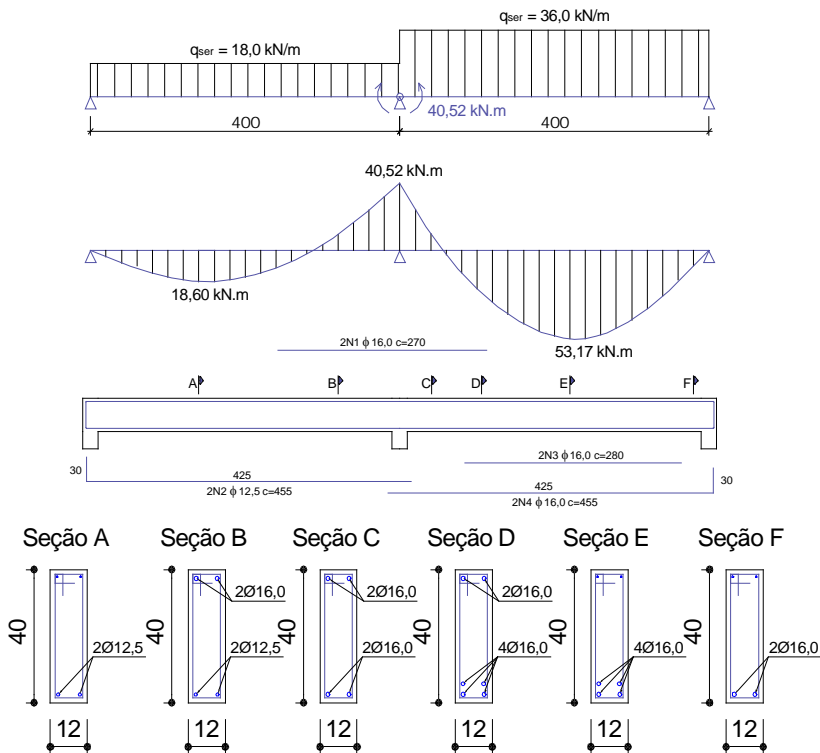 qser = 36,0 kN/m
qser = 18,0 kN/m
40,52 kN.m
400
400
40,52 kN.m
18,60 kN.m
53,17 kN.m
2N1 ϕ 16,0 c=270
A
B
C
D
E
F
2N3 ϕ 16,0 c=280
30
425
2N2 ϕ 12,5 c=455
425
2N4 ϕ 16,0 c=455
30
Seção A
Seção B
Seção C
Seção D
Seção E
Seção F
40
2Ø12,5
12
40
2Ø16,0
2Ø12,5
12
40
2Ø16,0
2Ø16,0
12
40
2Ø16,0
4Ø16,0
12
40
4Ø16,0
12
40
2Ø16,0
12